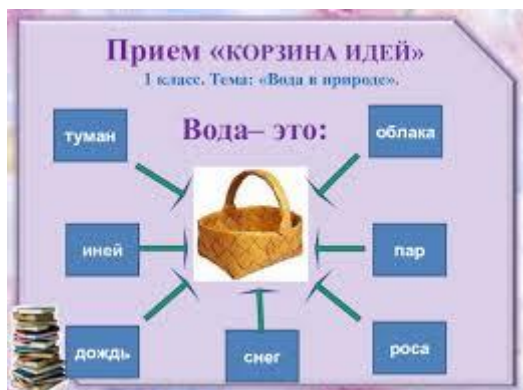 Прием «КОРЗИНА ИДЕЙ»
1 класс. Тема: «Вода в природе».
Вода– это:
туман
облака
иней
пар
дождь
снег
роса